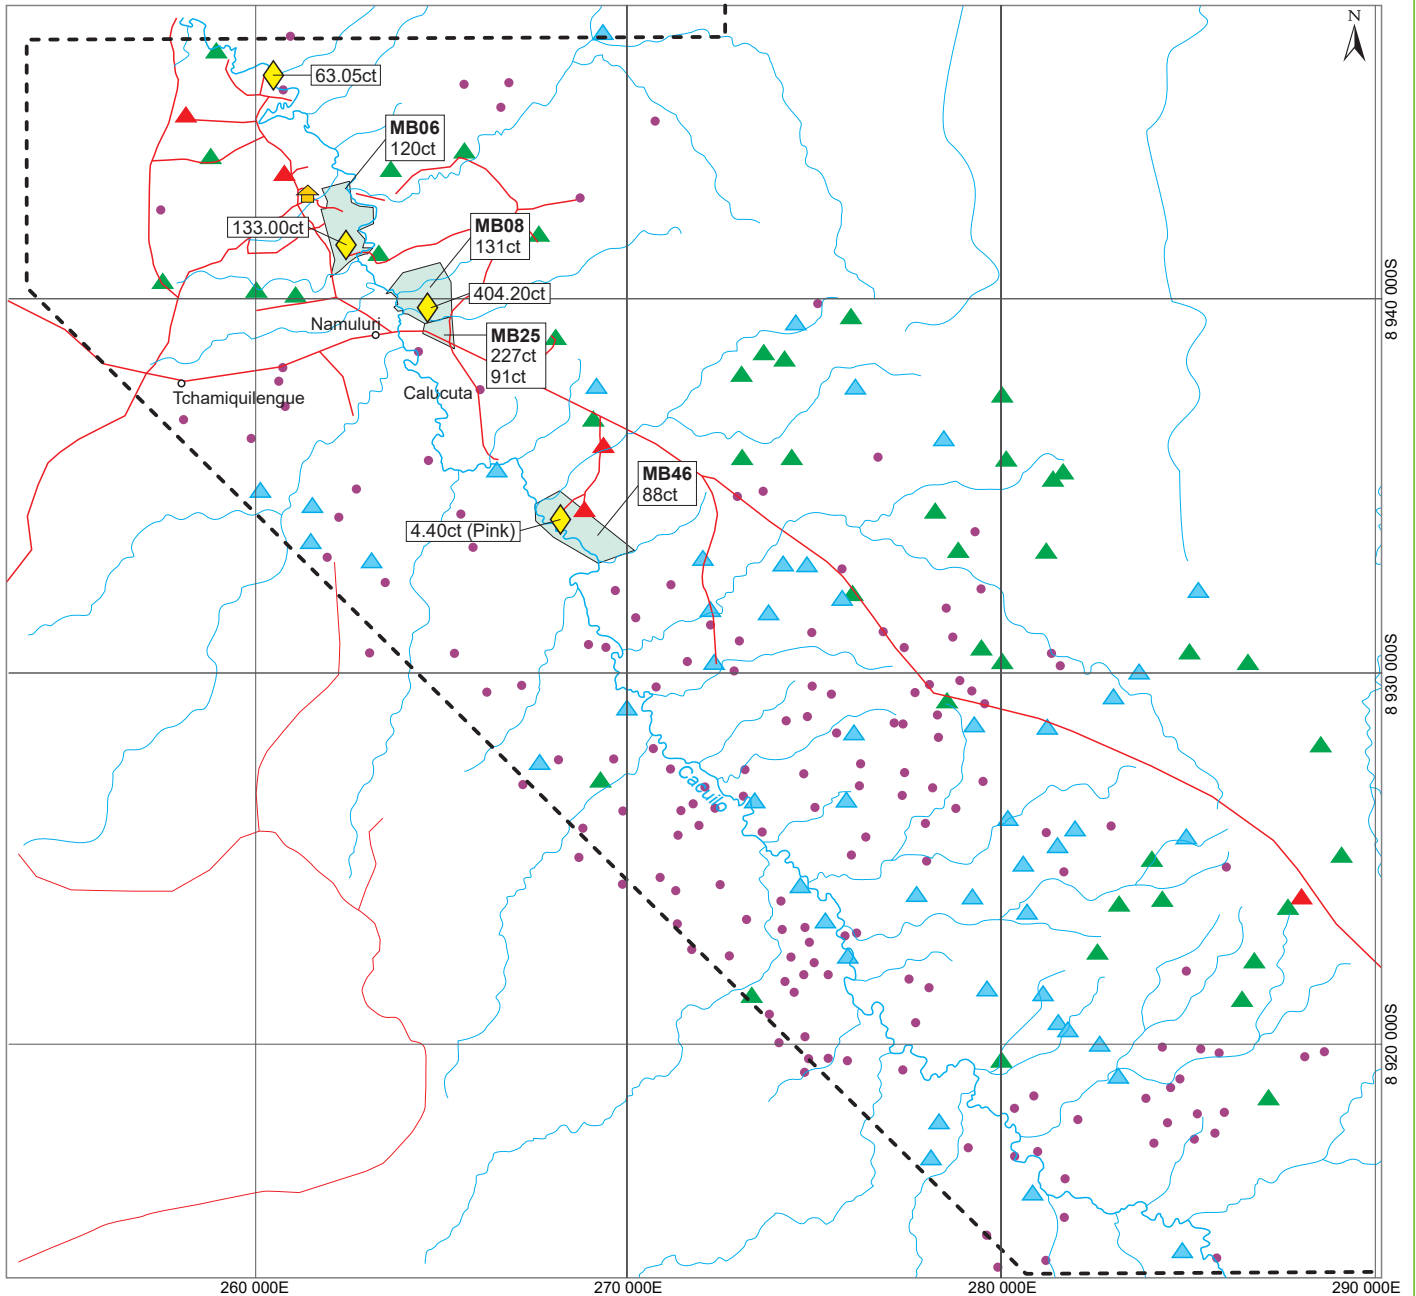 N
63.05ct
MB06
120ct
133.00ct
MB08
131ct
404.20ct
Namuluri
MB25
227ct
91ct
Tchamiquilengue
Calucuta
MB46
88ct
4.40ct (Pink)
Cacuilo
8 940 000S
8 930 000S
8 920 000S
260 000E
270 000E
280 000E
290 000E